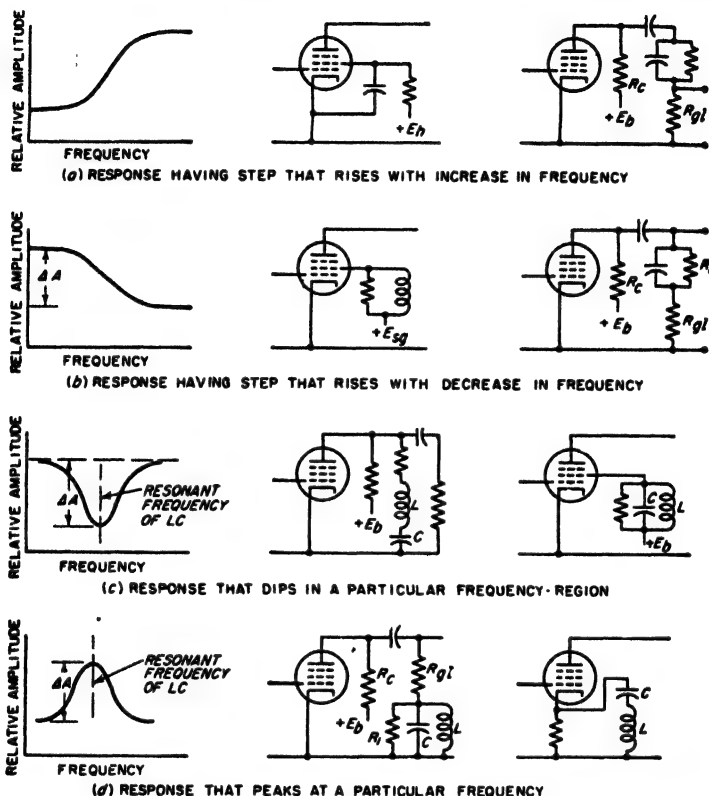 RELATIVE AMPLITUDE
FREQUENCY
+Eh
Rc
+Eb
Rgl
(a) RESPONSE HAVING STEP THAT RISES WITH INCREASE IN FREQUENCY
RELATIVE AMPLITUDE
ΔA
FREQUENCY
+Esg
Rc
+Eb
R
Rgl
(b) RESPONSE HAVING STEP THAT RISES WITH DECREASE IN FREQUENCY
RELATIVE AMPLITUDE
ΔA
RESONANT
FREQUENCY
OF LC
FREQUENCY
+Eb
L
C
C
L
+Eb
(c) RESPONSE THAT DIPS IN A PARTICULAR FREQUENCY-REGION
RELATIVE AMPLITUDE
ΔA
RESONANT
FREQUENCY
OF LC
FREQUENCY
Rc
+Eb
Rgl
R1
C
L
C
L
(d) RESPONSE THAT PEAKS AT A PARTICULAR FREQUENCY